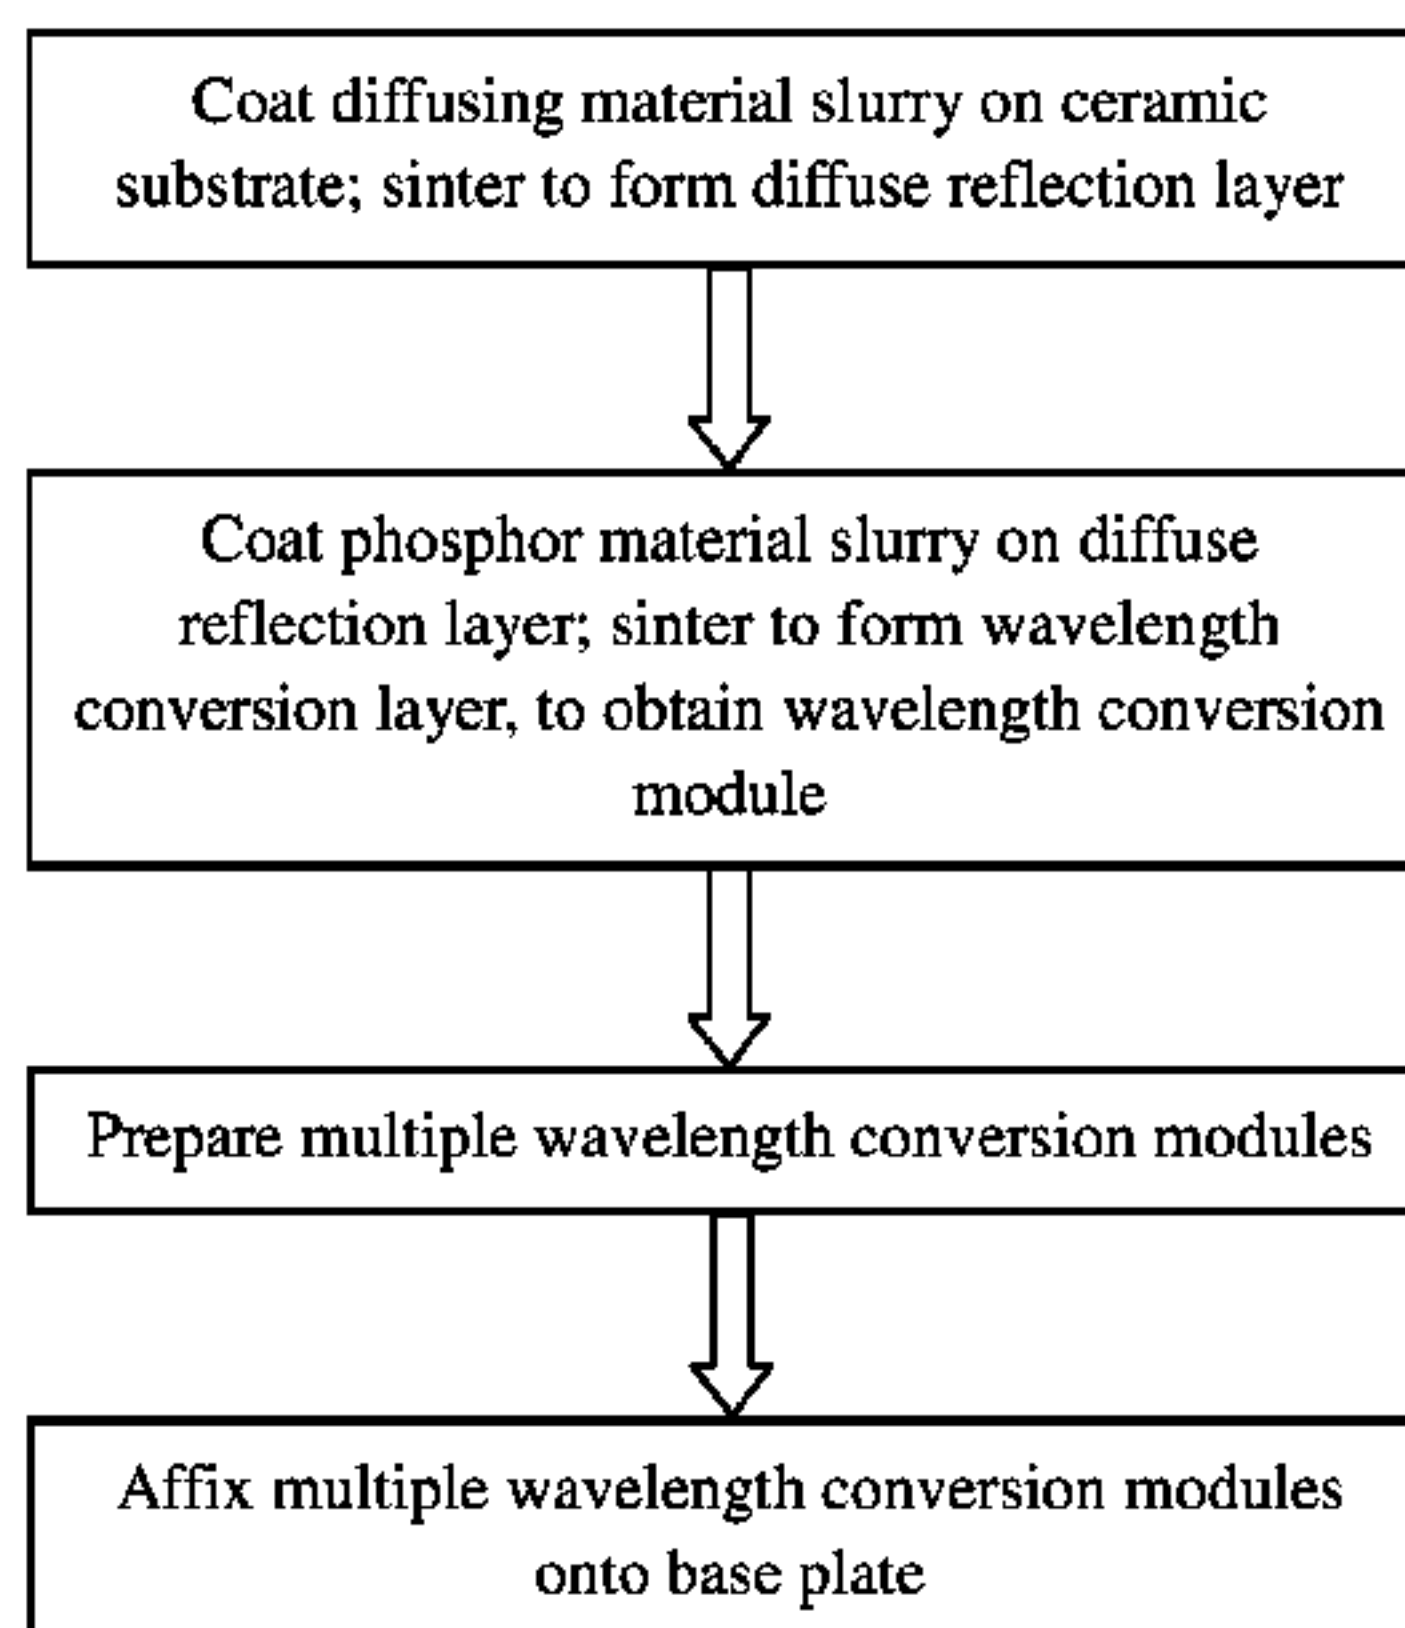 Coat diffusing material slurry on ceramic
substrate; sinter to form diffuse reflection layer
Coat phosphor material slurry on diffuse
reflection layer; sinter to form wavelength
conversion layer, to obtain wavelength conversion
module
Prepare multiple wavelength conversion modules
Affix multiple wavelength conversion modules
onto base plate